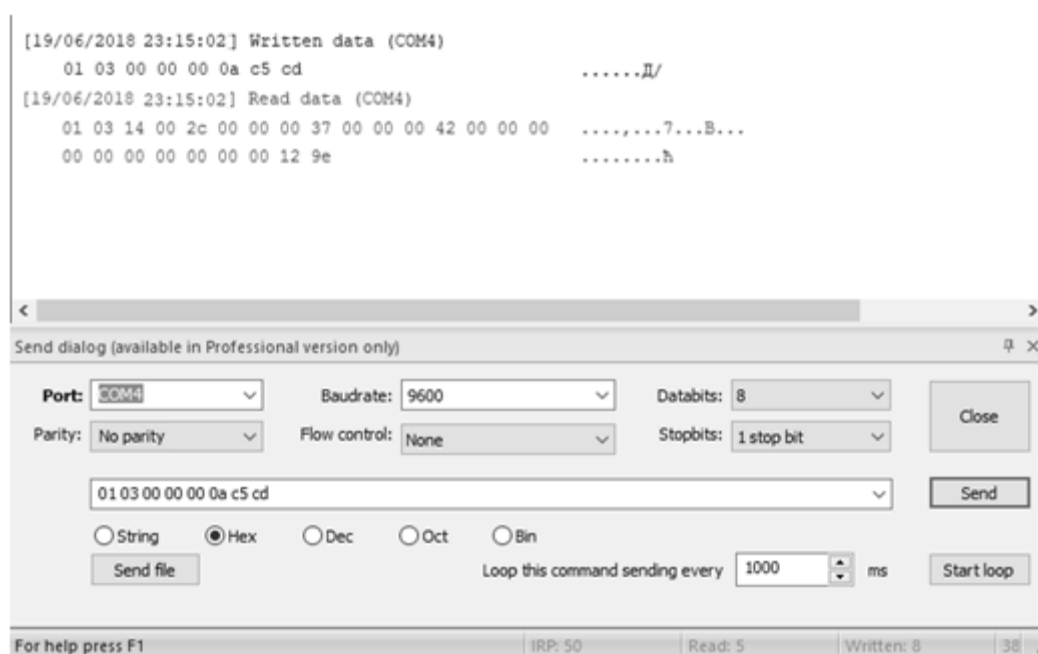 [19/06/2018 23:15:02] Written data (COM4)
01 03 00 00 00 0a c5 cd ......Д/
[19/06/2018 23:15:02] Read data (COM4)
01 03 14 00 2c 00 00 00 37 00 00 00 42 00 00 00 ....,...7...B...
00 00 00 00 00 00 00 12 9e ........ћ
Send dialog (available in Professional version only)
Port: COM4 Baudrate: 9600 Databits: 8 Close
Parity: No parity Flow control: None Stopbits: 1 stop bit
01 03 00 00 00 0a c5 cd Send
String Hex Dec Oct Bin
Send file Loop this command sending every 1000 ms Start loop
For help press F1 IRP: 50 Read: 5 Written: 8 38